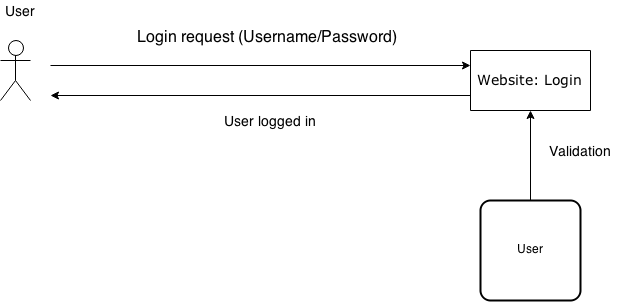 User
Login request (Username/Password)
Website: Login
User logged in
Validation
User